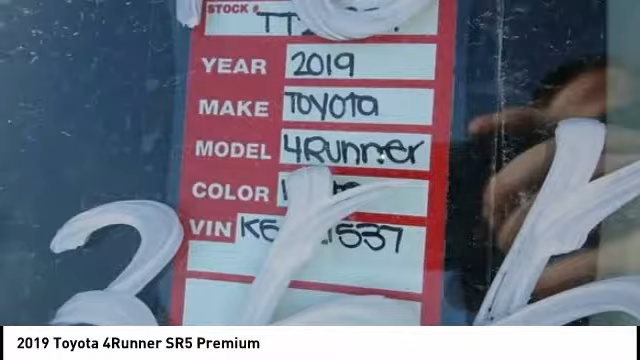 STOCK #
YEAR 2019
MAKE TOYOTA
MODEL 4RUNNER
COLOR
VIN
2019 Toyota 4Runner SR5 Premium